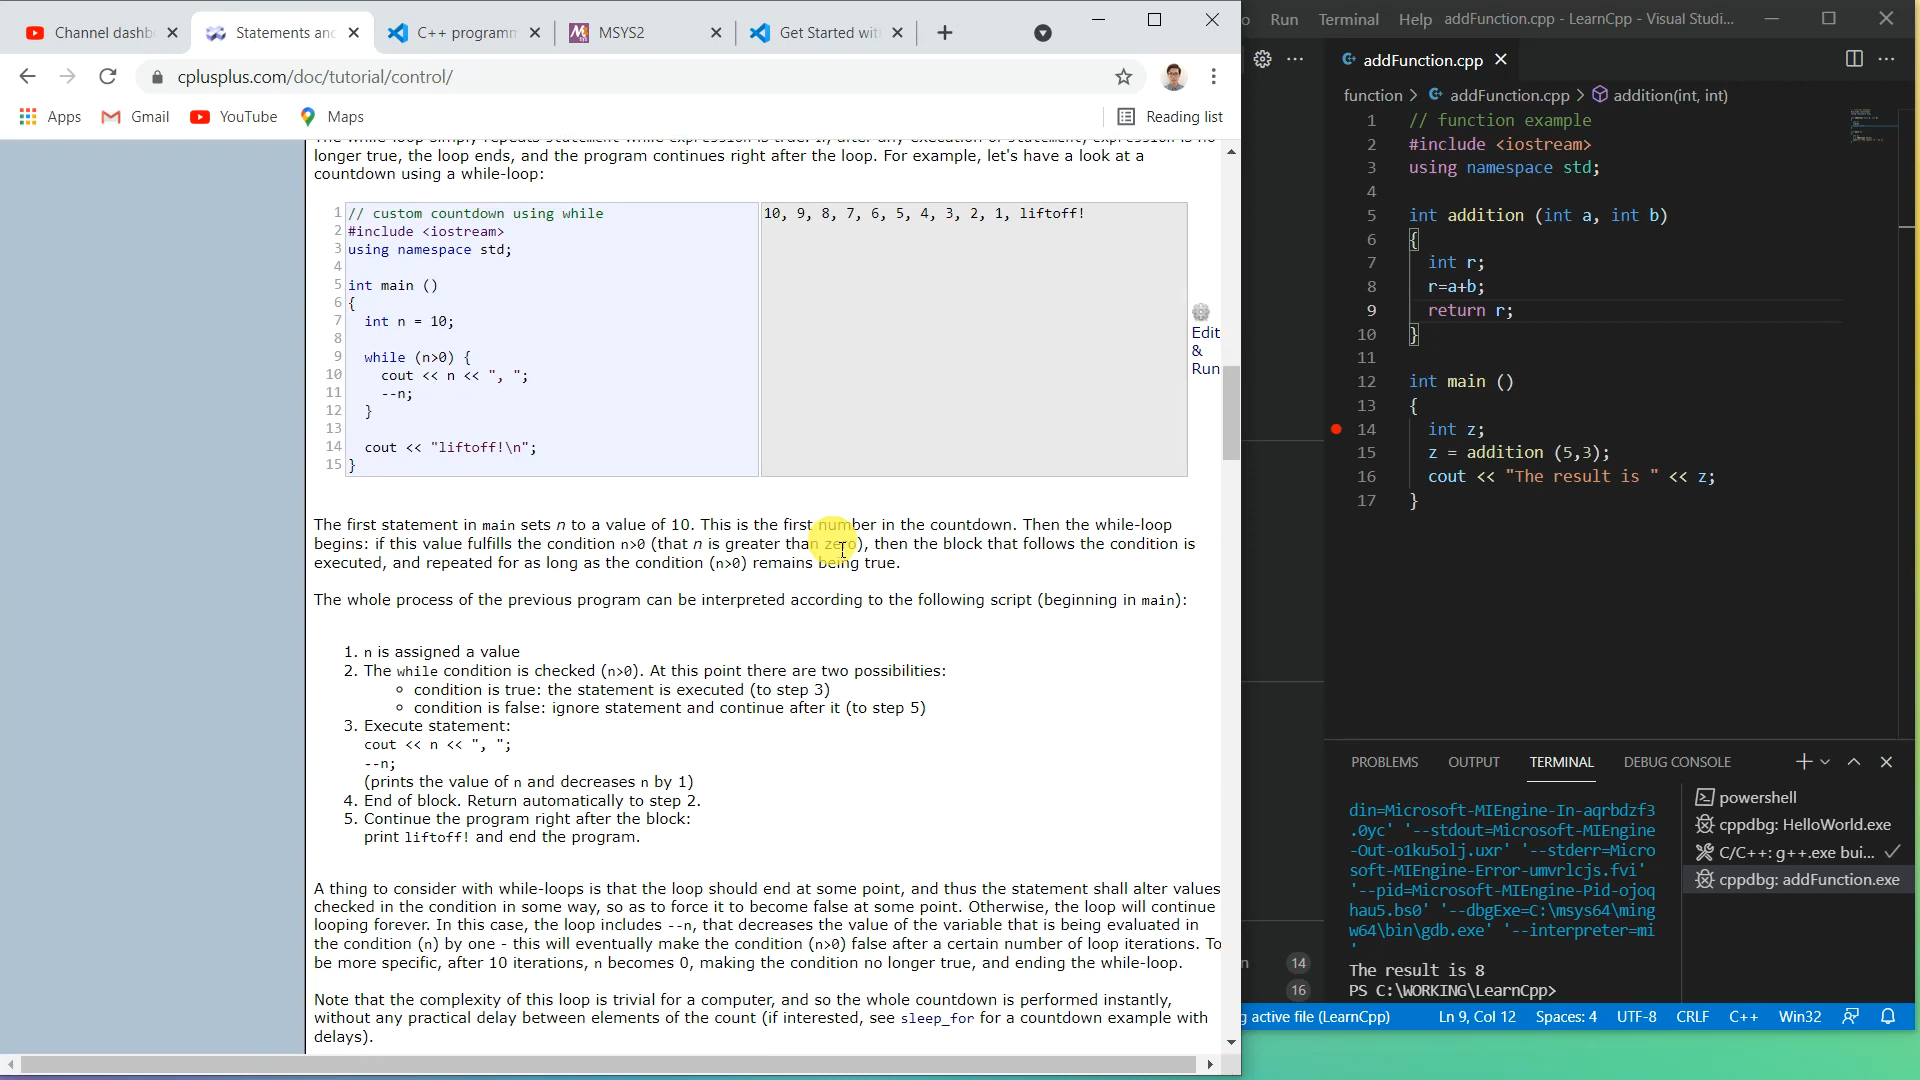 Channel dashb
Statements and
C++ programm
MSYS2
Get Started wit
cplusplus.com/doc/tutorial/control/
Apps
Gmail
YouTube
Maps
Reading list
longer true, the loop ends, and the program continues right after the loop. For example, let's have a look at a
countdown using a while-loop:
1 // custom countdown using while
2 #include <iostream>
3 using namespace std;
4
5 int main ()
6 {
7 int n = 10;
8
9 while (n>0) {
10 cout << n << ", ";
11 --n;
12 }
13
14 cout << "liftoff!\n";
15 }
10, 9, 8, 7, 6, 5, 4, 3, 2, 1, liftoff!
Edit
&
Run
The first statement in main sets n to a value of 10. This is the first number in the countdown. Then the while-loop
begins: if this value fulfills the condition n>0 (that n is greater than zero), then the block that follows the condition is
executed, and repeated for as long as the condition (n>0) remains being true.
The whole process of the previous program can be interpreted according to the following script (beginning in main):
1. n is assigned a value
2. The while condition is checked (n>0). At this point there are two possibilities:
condition is true: the statement is executed (to step 3)
condition is false: ignore statement and continue after it (to step 5)
3. Execute statement:
cout << n << ", ";
--n;
(prints the value of n and decreases n by 1)
4. End of block. Return automatically to step 2.
5. Continue the program right after the block:
print liftoff! and end the program.
A thing to consider with while-loops is that the loop should end at some point, and thus the statement shall alter values
checked in the condition in some way, so as to force it to become false at some point. Otherwise, the loop will continue
looping forever. In this case, the loop includes --n, that decreases the value of the variable that is being evaluated in
the condition (n) by one - this will eventually make the condition (n>0) false after a certain number of loop iterations. To
be more specific, after 10 iterations, n becomes 0, making the condition no longer true, and ending the while-loop.
Note that the complexity of this loop is trivial for a computer, and so the whole countdown is performed instantly,
without any practical delay between elements of the count (if interested, see sleep_for for a countdown example with
delays).
o Run Terminal Help addFunction.cpp - LearnCpp - Visual Studi...
addFunction.cpp
function > addFunction.cpp > addition(int, int)
1 // function example
2 #include <iostream>
3 using namespace std;
4
5 int addition (int a, int b)
6 {
7 int r;
8 r=a+b;
9 return r;
10 }
11
12 int main ()
13 {
14 int z;
15 z = addition (5,3);
16 cout << "The result is " << z;
17 }
PROBLEMS OUTPUT TERMINAL DEBUG CONSOLE
din=Microsoft-MIEngine-In-aqrbdzf3
.0yc' '--stdout=Microsoft-MIEngine
-Out-o1ku5olj.uxr' '--stderr=Micro
soft-MIEngine-Error-umvrlcjs.fvi'
'--pid=Microsoft-MIEngine-Pid-ojoq
hau5.bs0' '--dbgExe=C:\msys64\ming
w64\bin\gdb.exe' '--interpreter=mi
'
The result is 8
PS C:\WORKING\LearnCpp>
powershell
cppdbg: HelloWorld.exe
C/C++: g++.exe bui...
cppdbg: addFunction.exe
n 14
16
g active file (LearnCpp)
Ln 9, Col 12
Spaces: 4
UTF-8
CRLF
C++
Win32